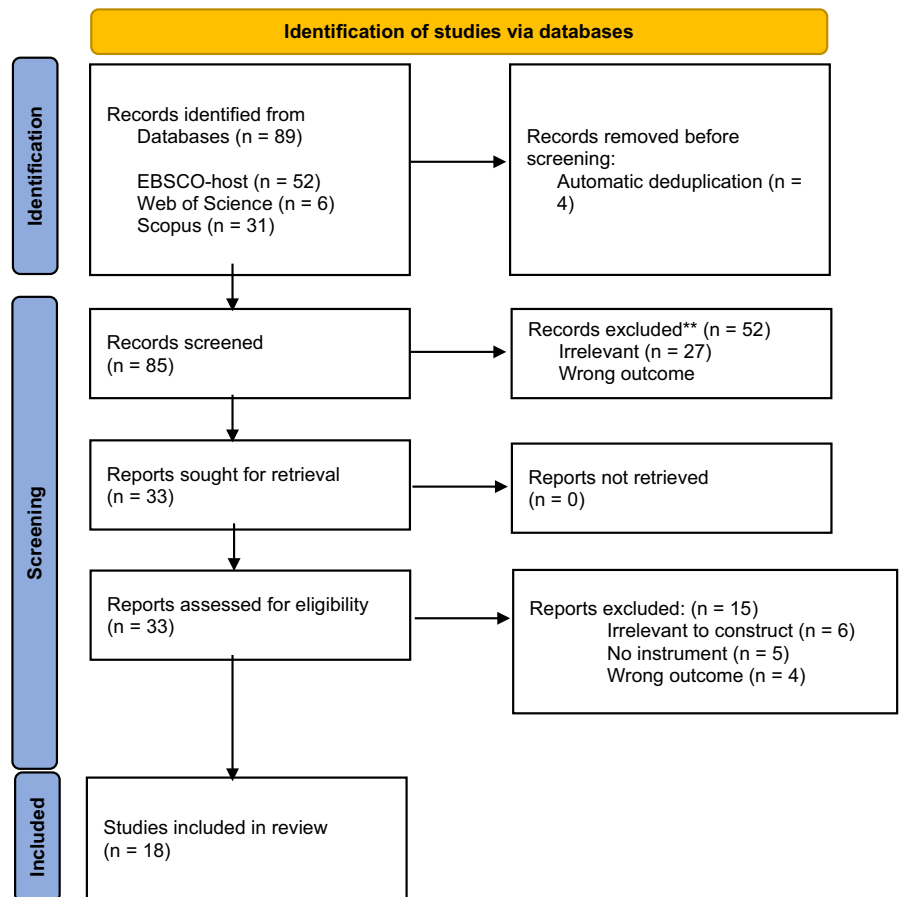 Identification of studies via databases
Identification
Records identified from
Databases (n = 89)
EBSCO-host (n = 52)
Web of Science (n = 6)
Scopus (n = 31)
Records removed before
screening:
Automatic deduplication (n =
4)
Screening
Records screened
(n = 85)
Records excluded** (n = 52)
Irrelevant (n = 27)
Wrong outcome
Reports sought for retrieval
(n = 33)
Reports not retrieved
(n = 0)
Reports assessed for eligibility
(n = 33)
Reports excluded: (n = 15)
Irrelevant to construct (n = 6)
No instrument (n = 5)
Wrong outcome (n = 4)
Included
Studies included in review
(n = 18)